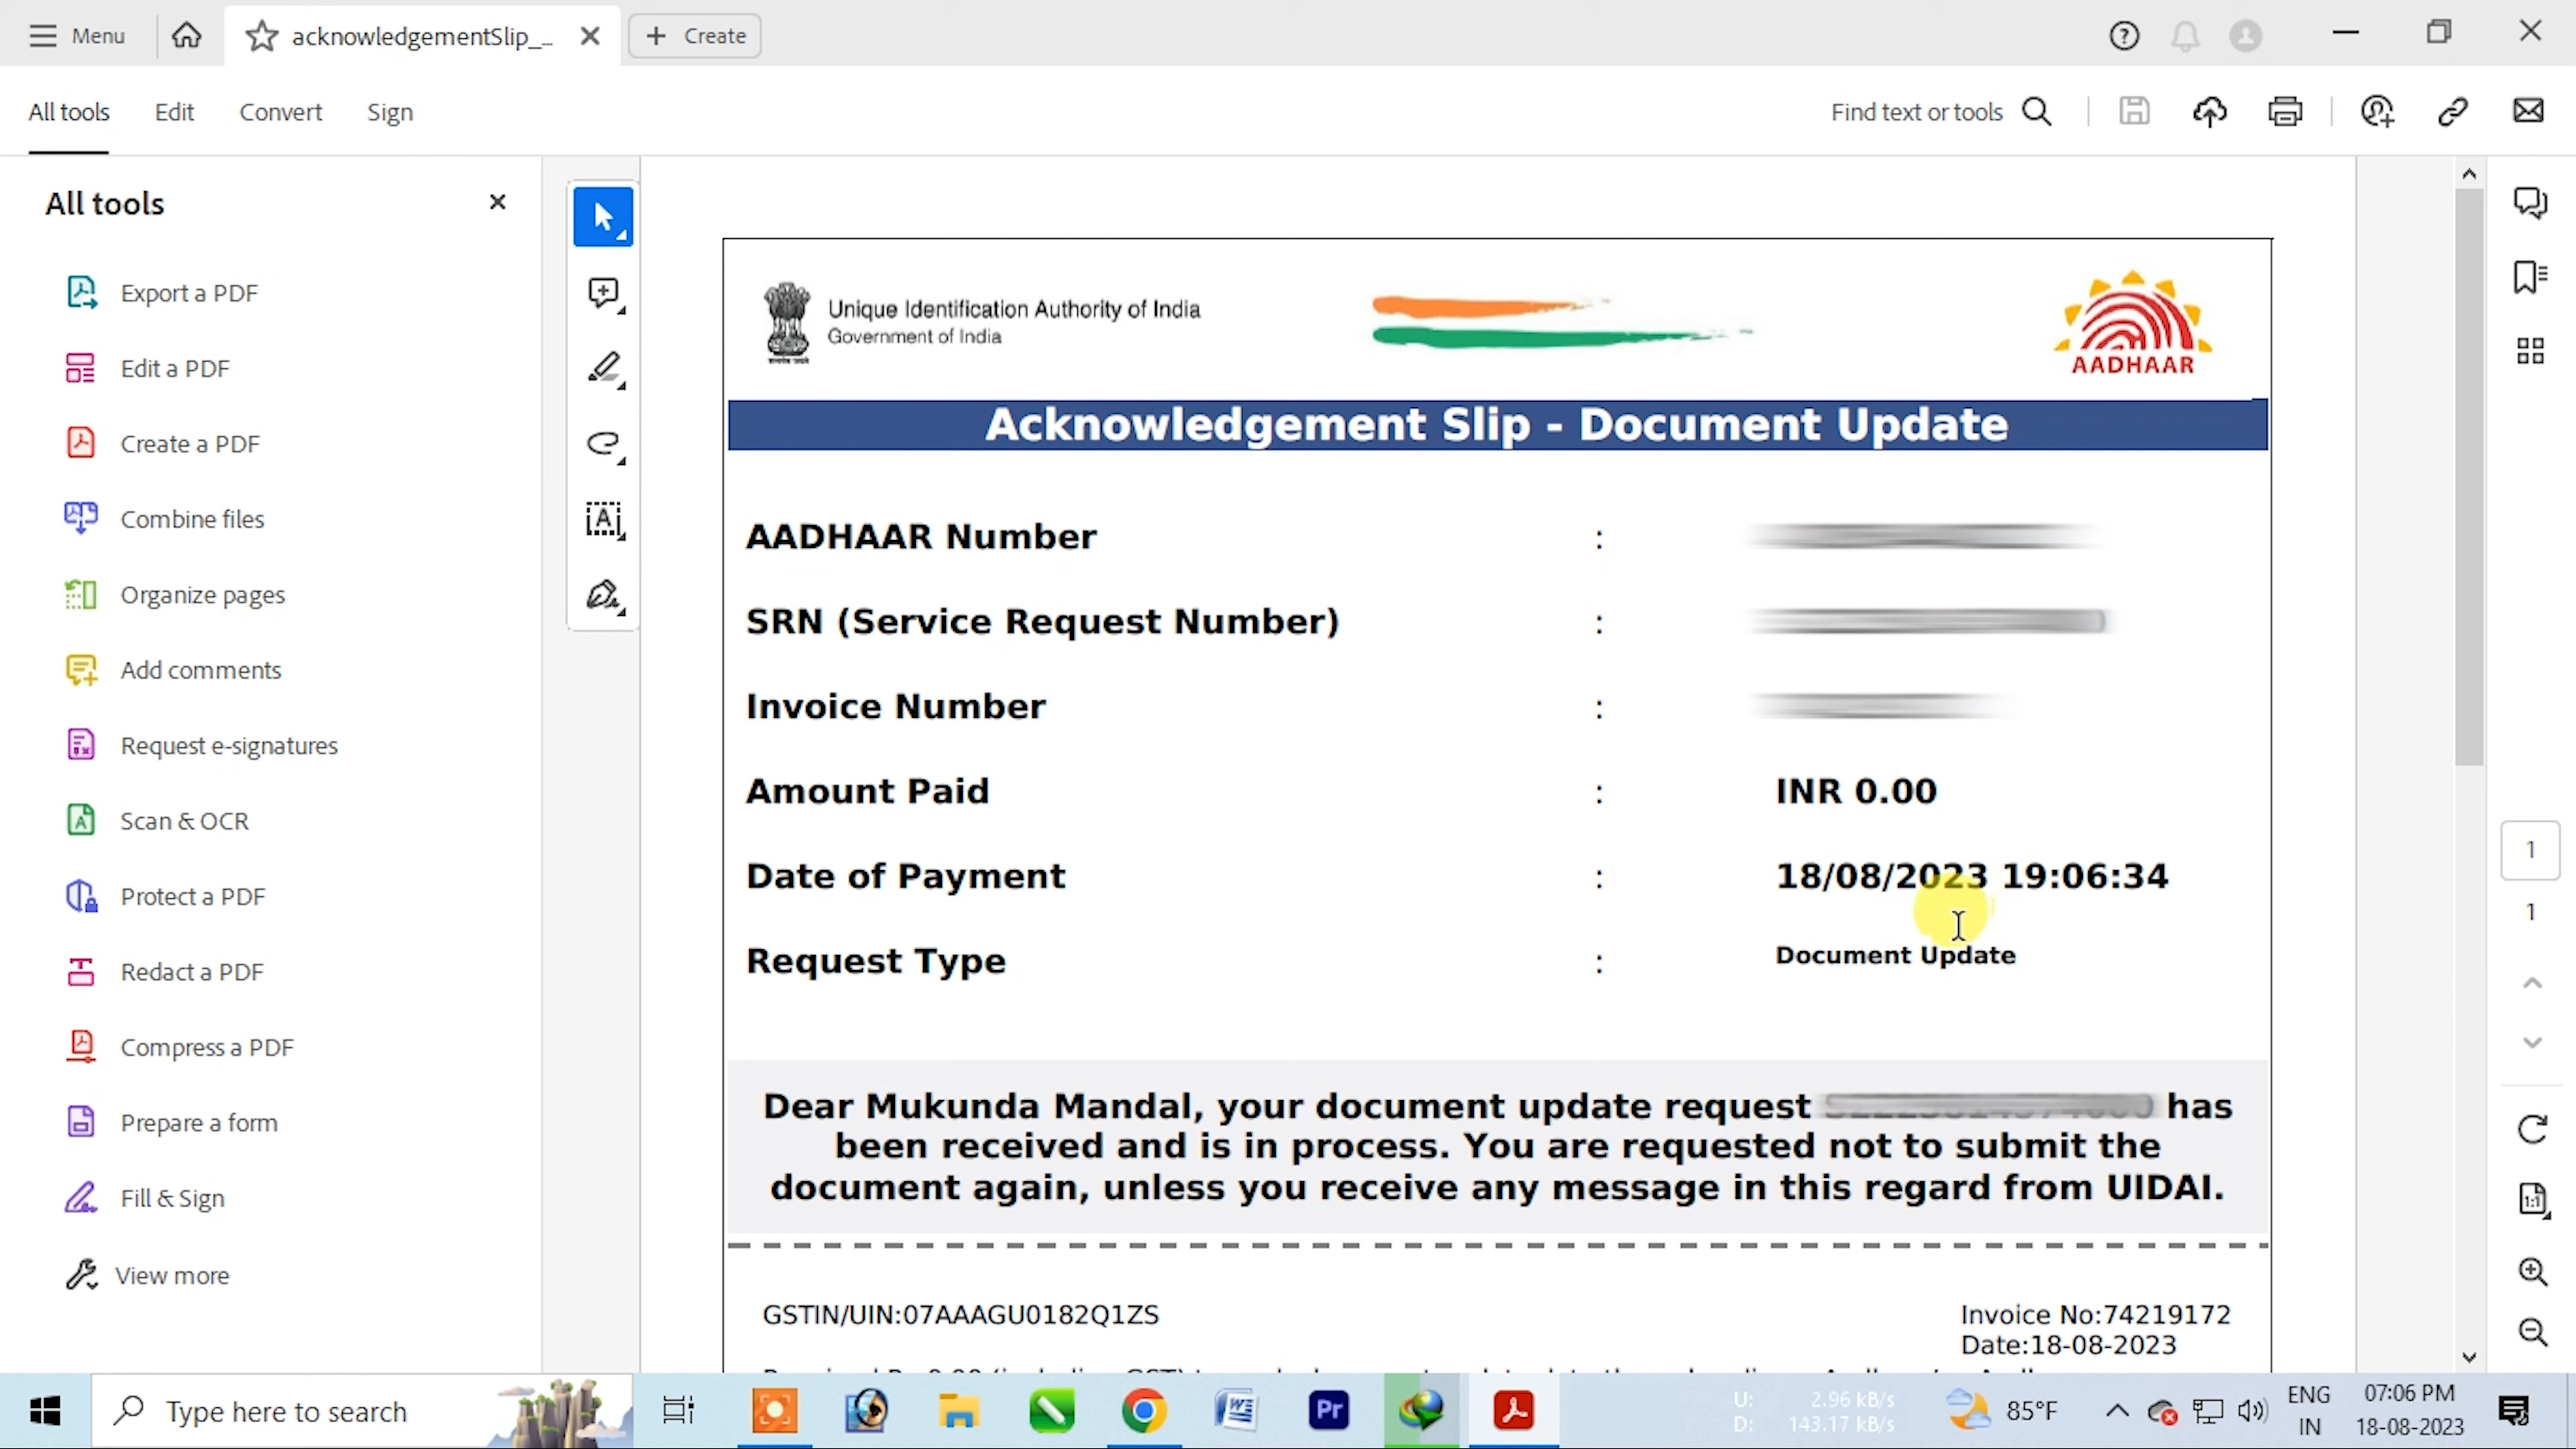 Menu
acknowledgementSlip_...
Create
All tools
Edit
Convert
Sign
Find text or tools
All tools
Export a PDF
Edit a PDF
Create a PDF
Combine files
Organize pages
Add comments
Request e-signatures
Scan & OCR
Protect a PDF
Redact a PDF
Compress a PDF
Prepare a form
Fill & Sign
View more
Unique Identification Authority of India
Government of India
AADHAAR
Acknowledgement Slip - Document Update
AADHAAR Number :
SRN (Service Request Number) :
Invoice Number :
Amount Paid : INR 0.00
Date of Payment : 18/08/2023 19:06:34
Request Type : Document Update
Dear Mukunda Mandal, your document update request has
been received and is in process. You are requested not to submit the
document again, unless you receive any message in this regard from UIDAI.
GSTIN/UIN:07AAAGU0182Q1ZS
Invoice No:74219172
Date:18-08-2023
1
1
Type here to search
Pr
U: 2.96 kB/s
D: 143.17 kB/s
85°F
ENG
IN
07:06 PM
18-08-2023